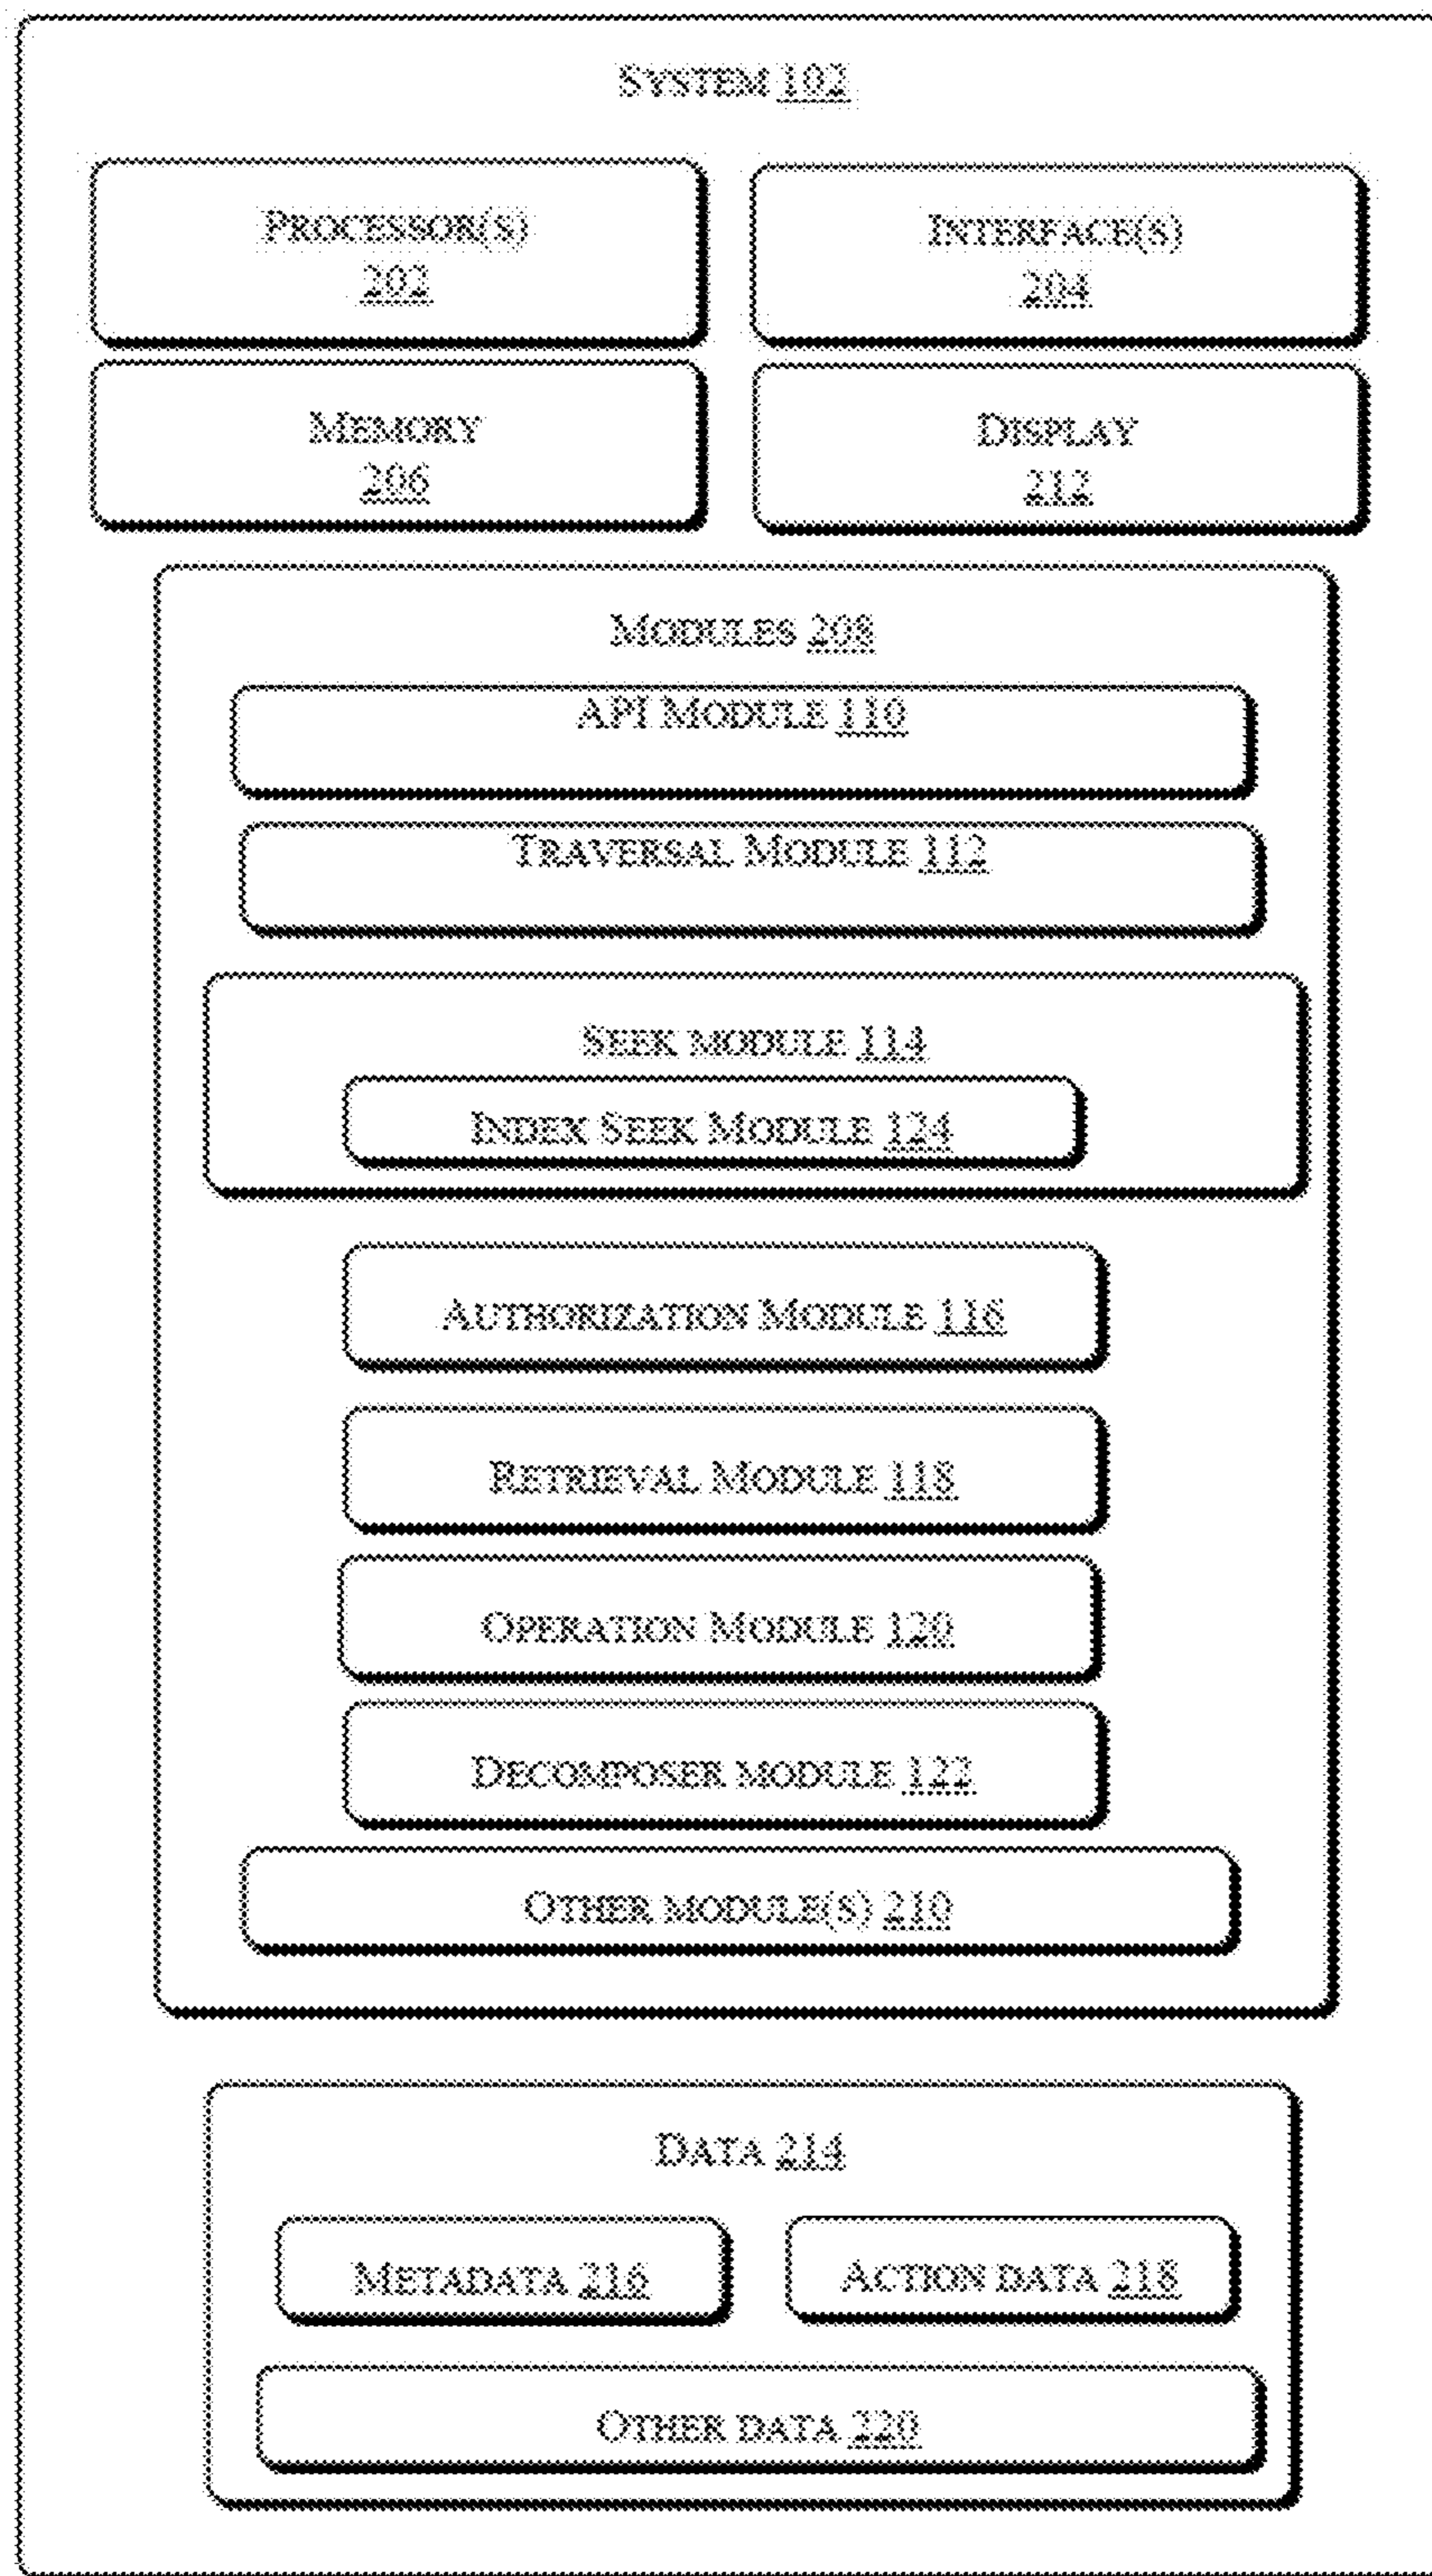 SYSTEM 102
PROCESSOR(S)
202
INTERFACE(S)
204
MEMORY
206
DISPLAY
212
MODULES 208
API MODULE 110
TRAVERSAL MODULE 112
SEEK MODULE 114
INDEX SEEK MODULE 124
AUTHORIZATION MODULE 116
RETRIEVAL MODULE 118
OPERATION MODULE 120
DECOMPOSER MODULE 122
OTHER MODULE(S) 210
DATA 214
METADATA 216
ACTION DATA 218
OTHER DATA 220